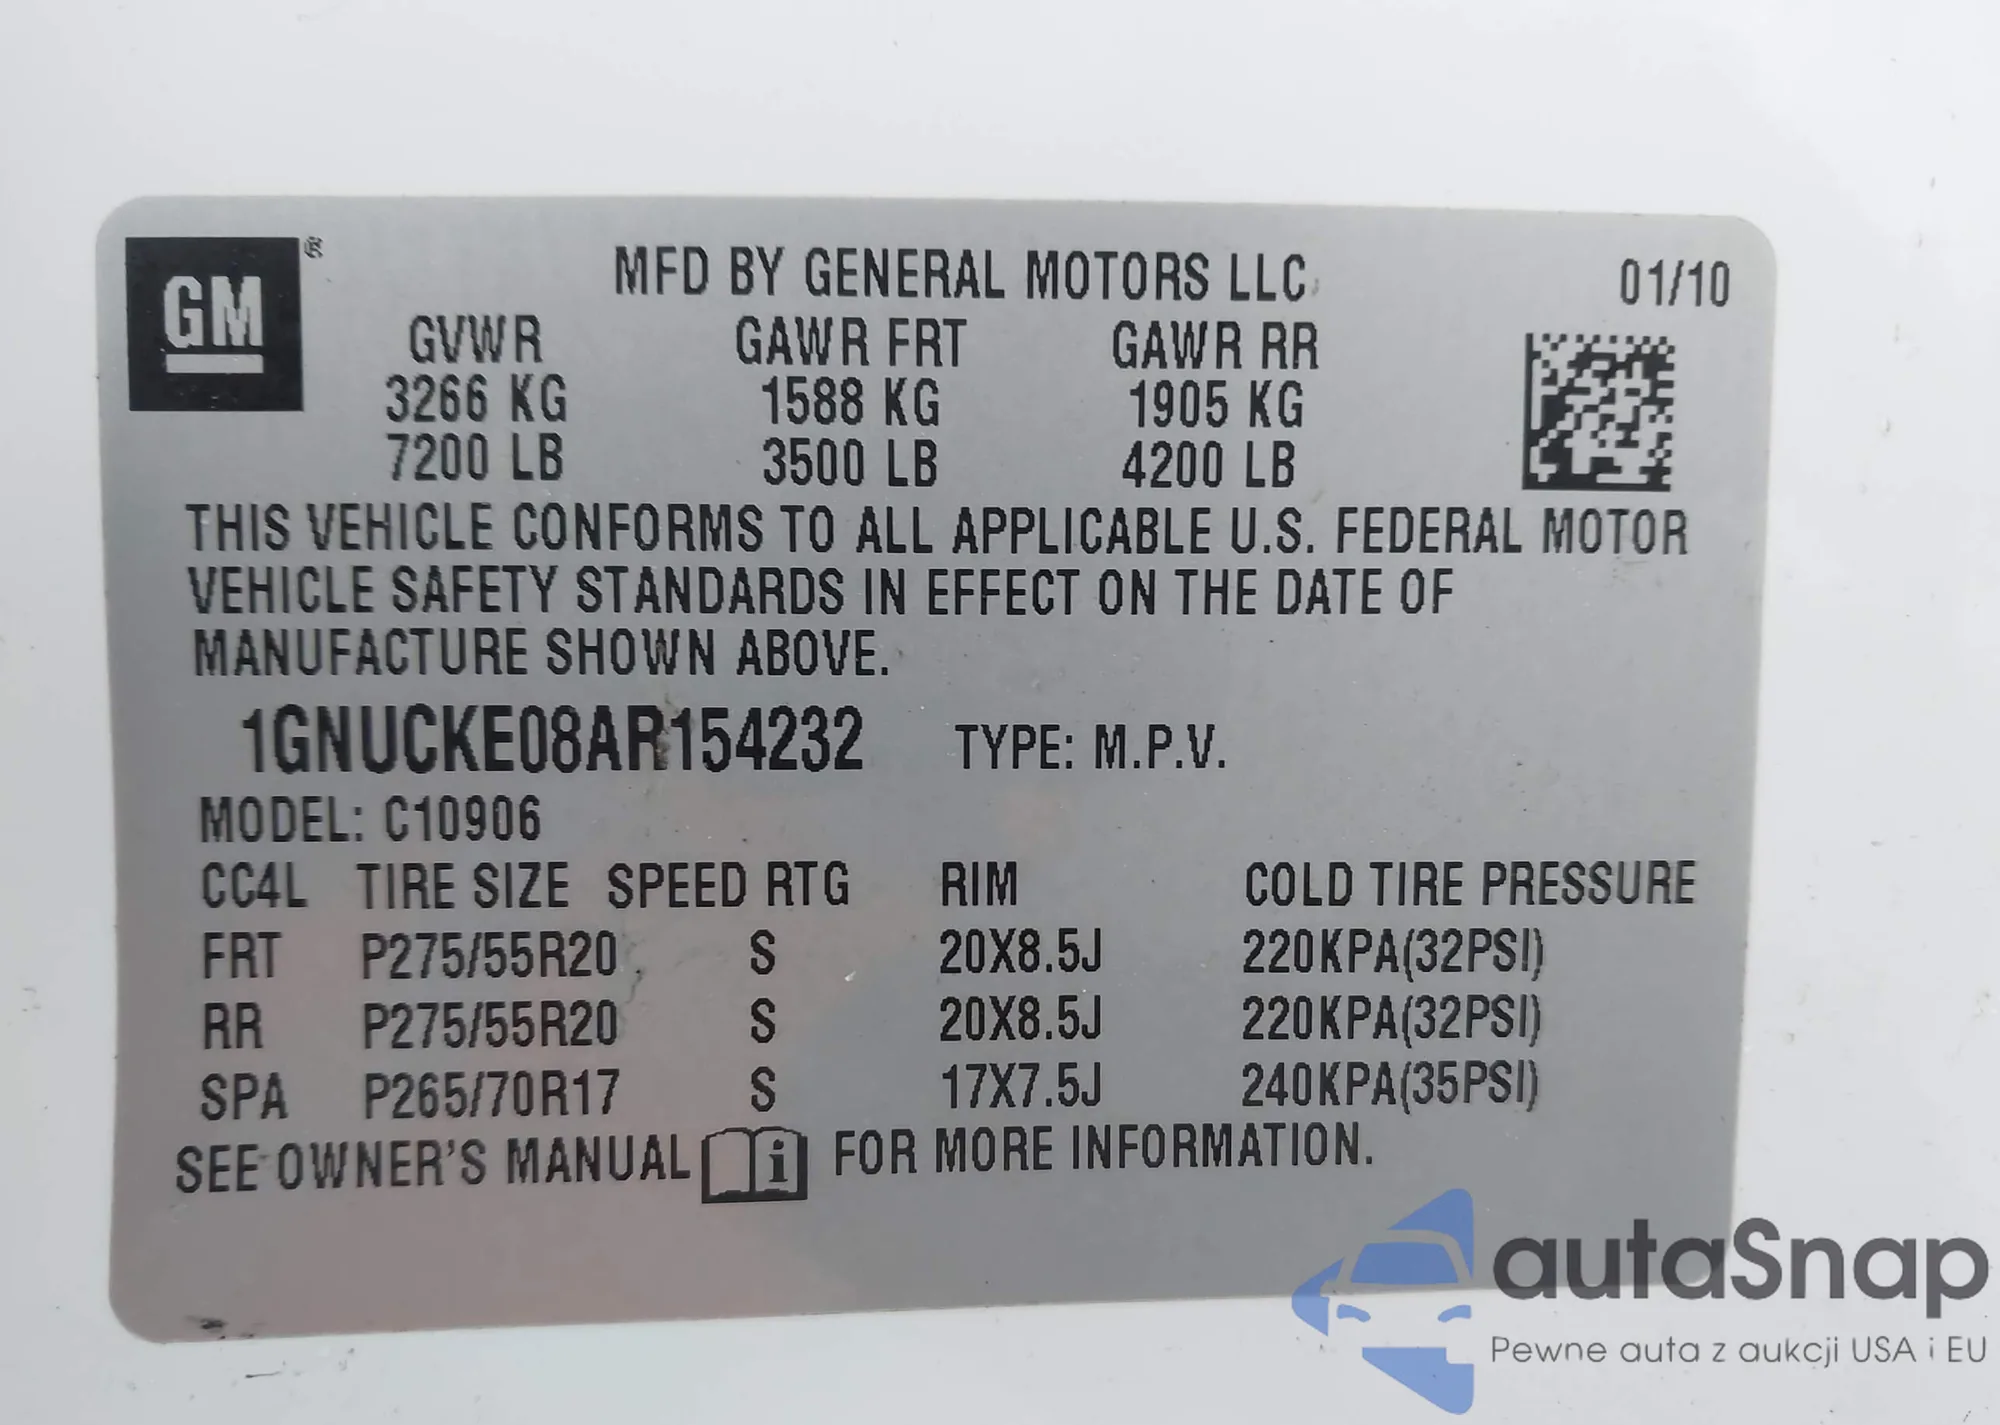 GM®
MFD BY GENERAL MOTORS LLC 01/10
GVWR GAWR FRT GAWR RR
3266 KG 1588 KG 1905 KG
7200 LB 3500 LB 4200 LB
THIS VEHICLE CONFORMS TO ALL APPLICABLE U.S. FEDERAL MOTOR
VEHICLE SAFETY STANDARDS IN EFFECT ON THE DATE OF
MANUFACTURE SHOWN ABOVE.
1GNUCKE08AR154232 TYPE: M.P.V.
MODEL: C10906
CC4L TIRE SIZE SPEED RTG RIM COLD TIRE PRESSURE
FRT P275/55R20 S 20X8.5J 220KPA(32PSI)
RR P275/55R20 S 20X8.5J 220KPA(32PSI)
SPA P265/70R17 S 17X7.5J 240KPA(35PSI)
SEE OWNER'S MANUAL i FOR MORE INFORMATION.
autaSnap
Pewne auta z aukcji USA i EU